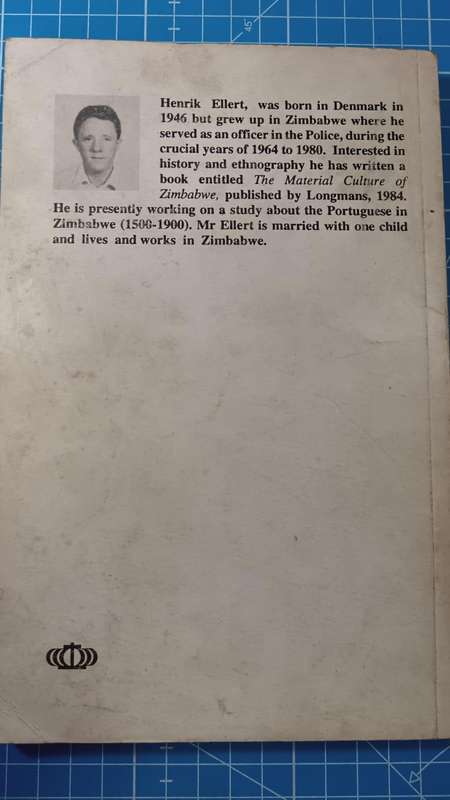 45°
Henrik Ellert, was born in Denmark in
1946 but grew up in Zimbabwe where he
served as an officer in the Police, during the
crucial years of 1964 to 1980. Interested in
history and ethnography he has written a
book entitled The Material Culture of
Zimbabwe, published by Longmans, 1984.
He is presently working on a study about the Portuguese in
Zimbabwe (1500-1900). Mr Ellert is married with one child
and lives and works in Zimbabwe.